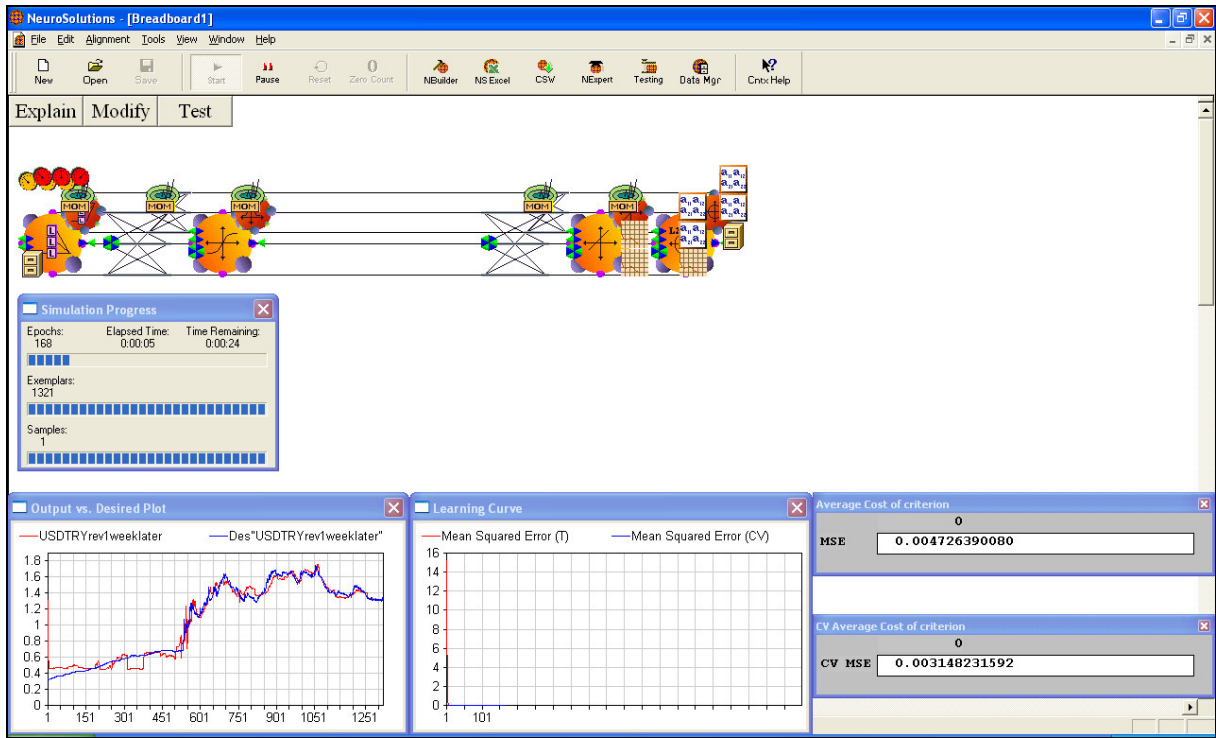 NeuroSolutions - [Breadboard1]
File Edit Alignment Tools View Window Help
New Open Save Start Pause Reset Zero Count NBuilder NS Excel CSV NExpert Testing Data Mgr Cntx Help
Explain Modify Test
MOM MOM MOM MOM MOM
Simulation Progress
Epochs: Elapsed Time: Time Remaining:
168 0:00:05 0:00:24
Exemplars:
1321
Samples:
1
Output vs. Desired Plot
USDTRYrev1weeklater Des"USDTRYrev1weeklater"
1.8
1.6
1.4
1.2
1
0.8
0.6
0.4
0.2
0
1 151 301 451 601 751 901 1051 1251
Learning Curve
Mean Squared Error (T) Mean Squared Error (CV)
16
14
12
10
8
6
4
2
0
1 101
Average Cost of criterion
0
MSE 0.004726390080
CV Average Cost of criterion
0
CV MSE 0.003148231592